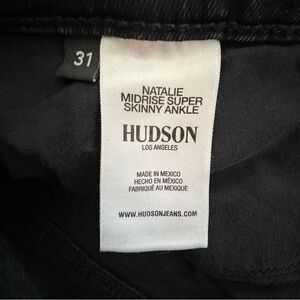 31
NATALIE
MIDRISE SUPER
SKINNY ANKLE
HUDSON
LOS ANGELES
MADE IN MEXICO
HECHO EN MÉXICO
FABRIQUÉ AU MEXIQUE
WWW.HUDSONJEANS.COM